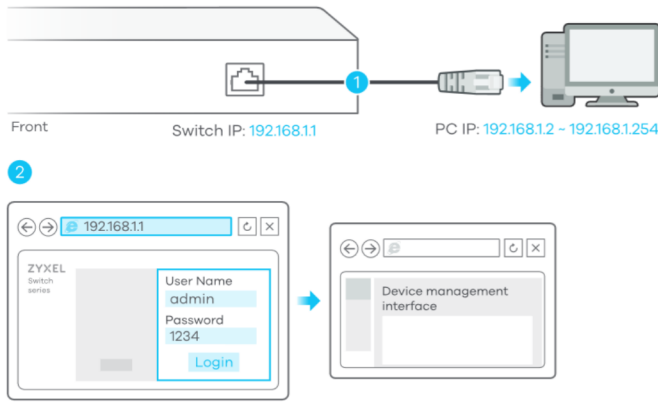 1
Front
Switch IP: 192.168.1.1
PC IP: 192.168.1.2 ~ 192.168.1.254
2
192.168.1.1
ZYXEL
Switch
series
User Name
admin
Password
1234
Login
Device management
interface